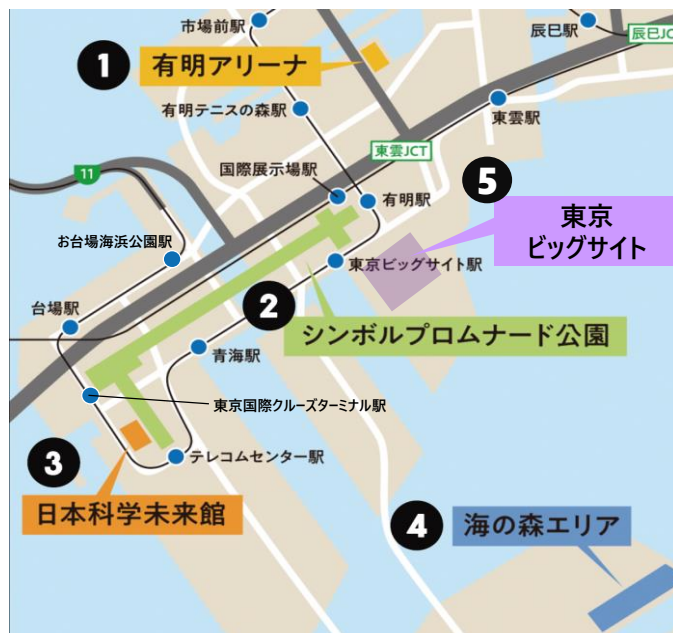 市場前駅
辰巳駅
辰巳JC
1
有明アリーナ
有明テニスの森駅
東雲駅
東雲JCT
国際展示場駅
11
5
有明駅
東京
ビッグサイト
お台場海浜公園駅
東京ビッグサイト駅
2
台場駅
シンボルプロムナード公園
青海駅
東京国際クルーズターミナル駅
3
テレコムセンター駅
日本科学未来館
4
海の森エリア